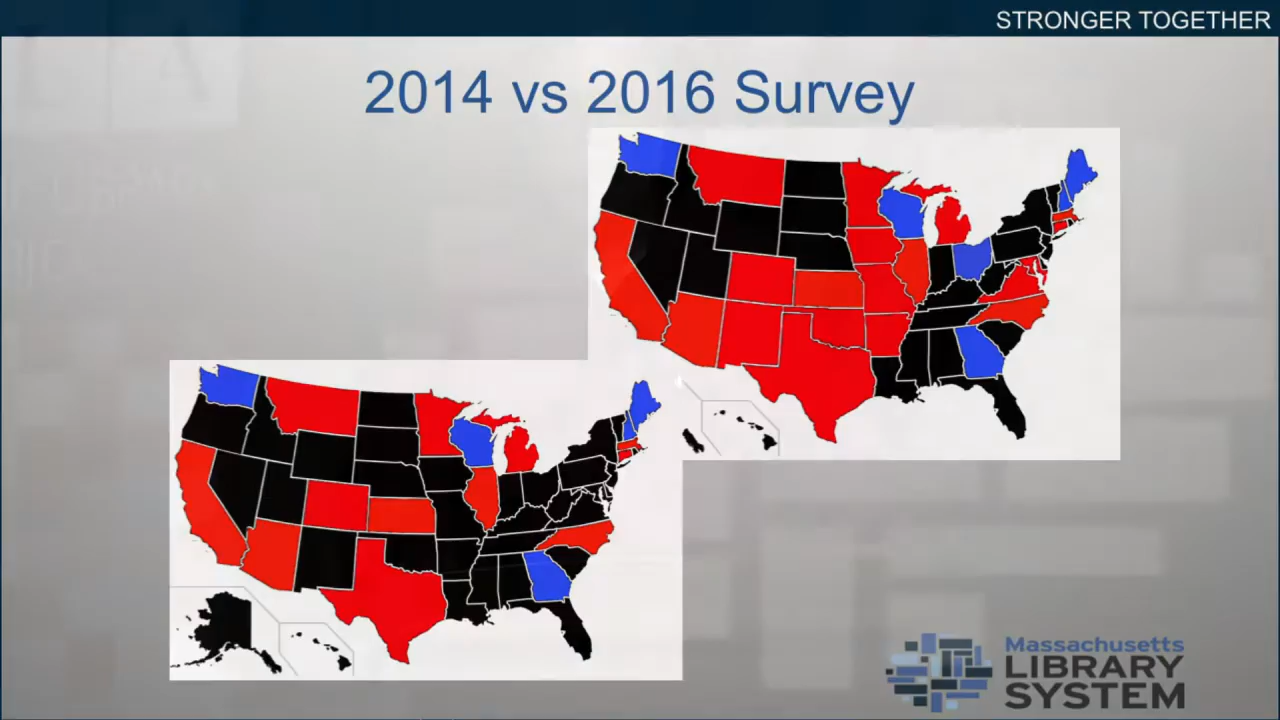 STRONGER TOGETHER
2014 vs 2016 Survey
Massachusetts
LIBRARY
SYSTEM